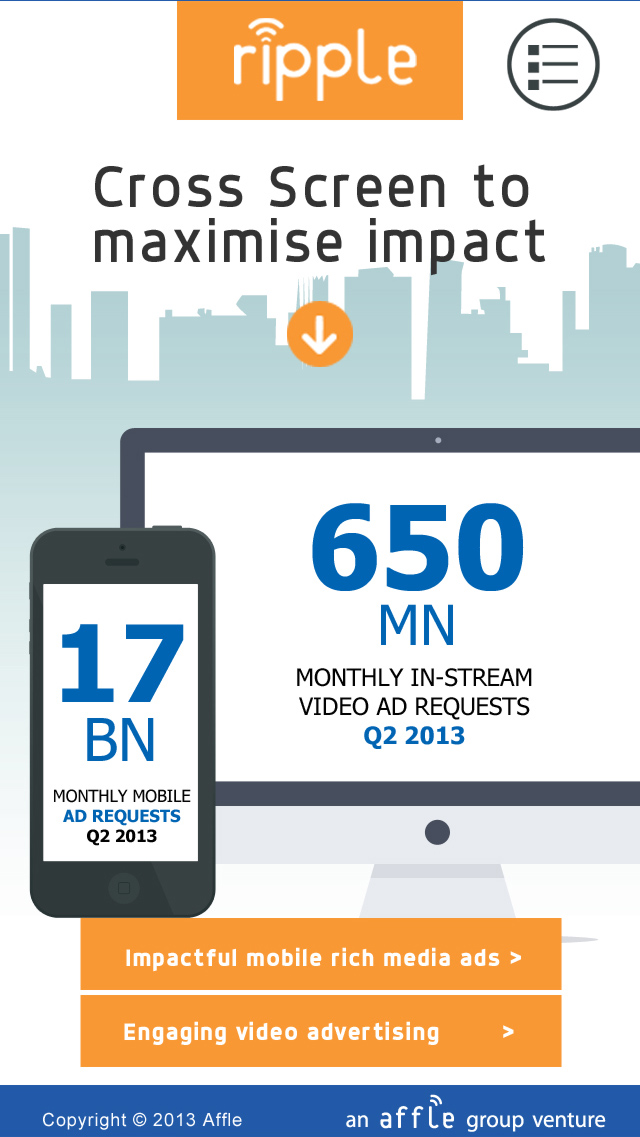 ripple
Cross Screen to
maximise impact
650
MN
MONTHLY IN-STREAM
VIDEO AD REQUESTS
Q2 2013
17
BN
MONTHLY MOBILE
AD REQUESTS
Q2 2013
Impactful mobile rich media ads >
Engaging video advertising >
Copyright © 2013 Affle
an affle group venture